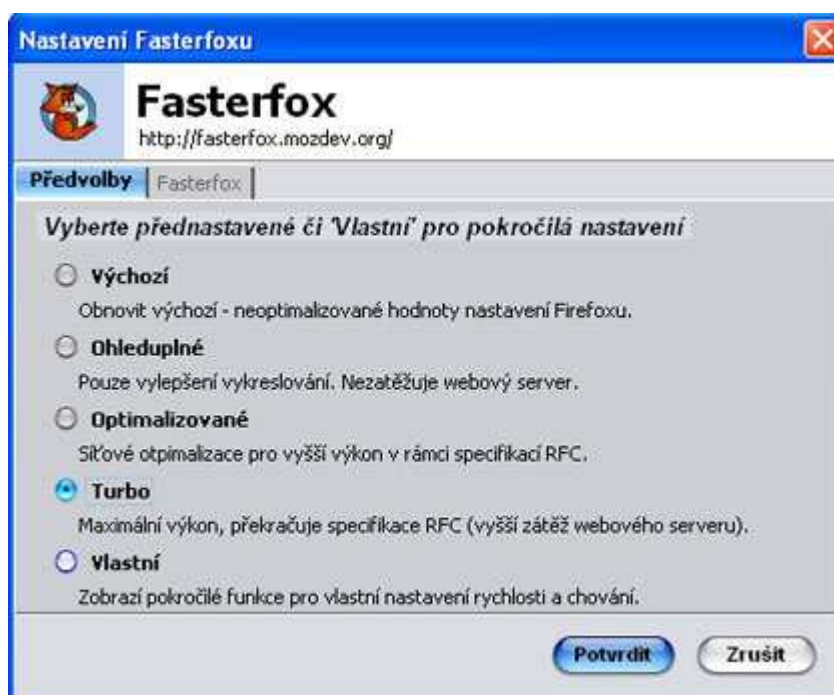 Nastavení Fasterfoxu
Fasterfox
http://fasterfox.mozdev.org/
Předvolby Fasterfox
Vyberte přednastavené či 'Vlastní' pro pokročilá nastavení
Výchozí
Obnovit výchozí - neoptimalizované hodnoty nastavení Firefoxu.
Ohleduplné
Pouze vylepšení vykreslování. Nezatěžuje webový server.
Optimalizované
Síťové otpimalizace pro vyšší výkon v rámci specifikací RFC.
Turbo
Maximální výkon, překračuje specifikace RFC (vyšší zátěž webového serveru).
Vlastní
Zobrazí pokročilé funkce pro vlastní nastavení rychlosti a chování.
Potvrdit Zrušit